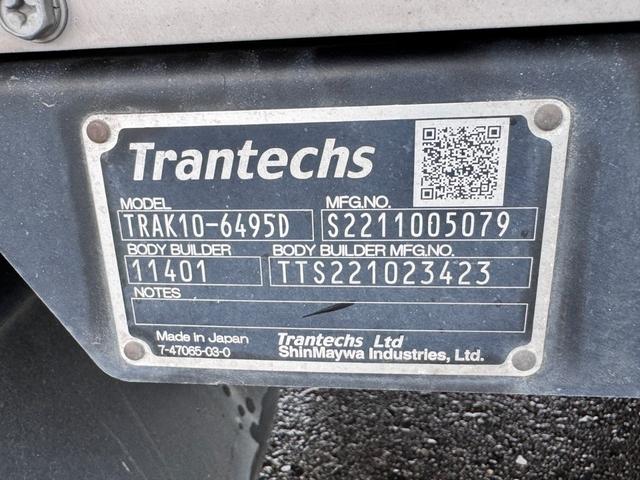 Trantechs
MODEL MFG.NO.
TRAK10-6495D S2211005079
BODY BUILDER BODY BUILDER MFG.NO.
11401 TTS221023423
NOTES
Made in Japan Trantechs Ltd
7-47065-03-0 ShinMaywa Industries, Ltd.